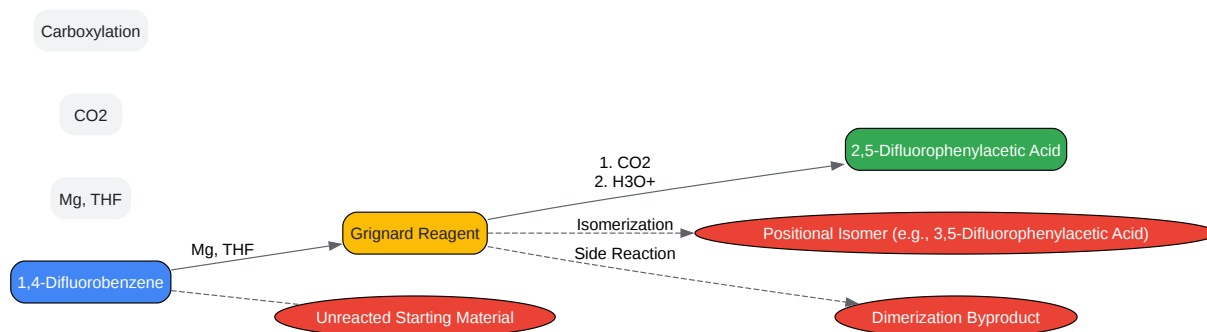 Carboxylation
CO2
Mg, THF
1,4-Difluorobenzene
Mg, THF
Grignard Reagent
1. CO2
2. H3O+
2,5-Difluorophenylacetic Acid
Isomerization
Positional Isomer (e.g., 3,5-Difluorophenylacetic Acid)
Side Reaction
Dimerization Byproduct
Unreacted Starting Material